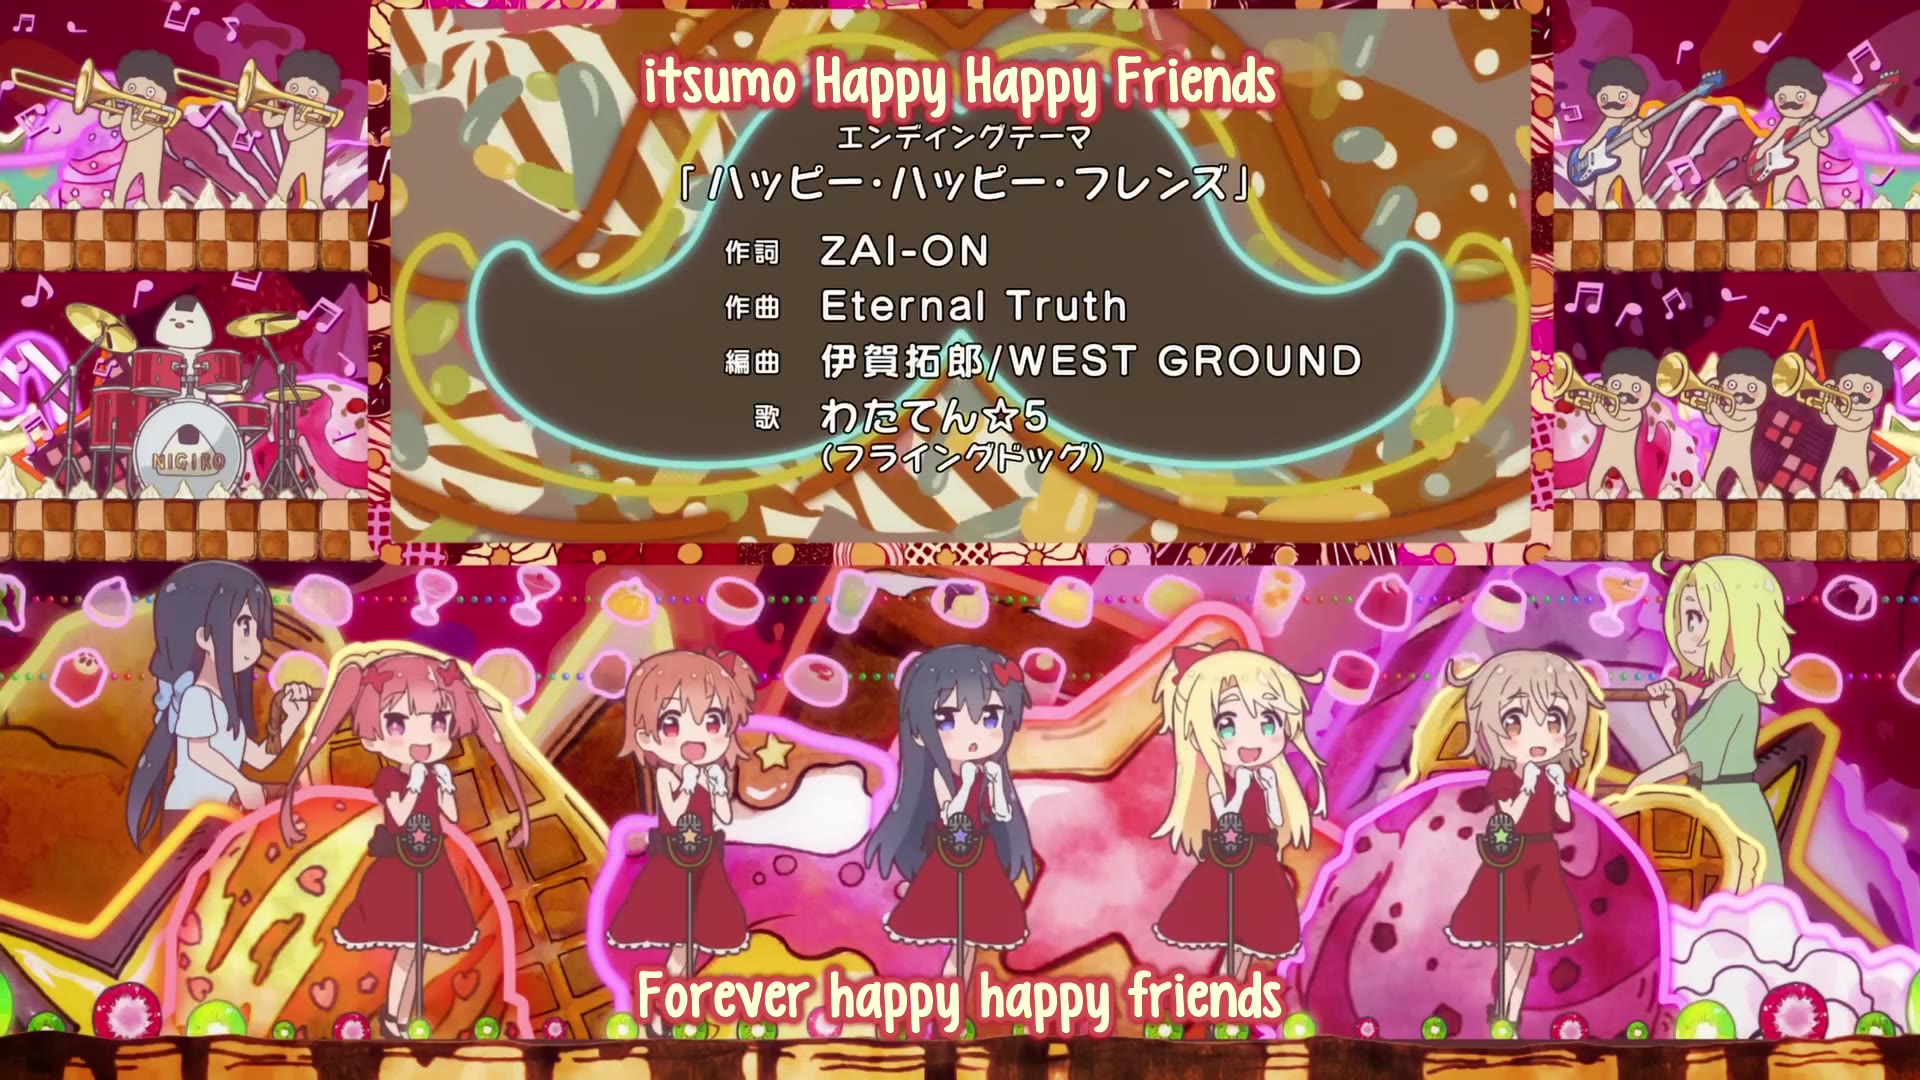 itsumo Happy Happy Friends
エンディングテーマ
「ハッピー・ハッピー・フレンズ」
作詞 ZAI-ON
作曲 Eternal Truth
編曲 伊賀拓郎/WEST GROUND
歌 わたてん☆5
(フライングドッグ)
NIGIRO
Forever happy happy friends